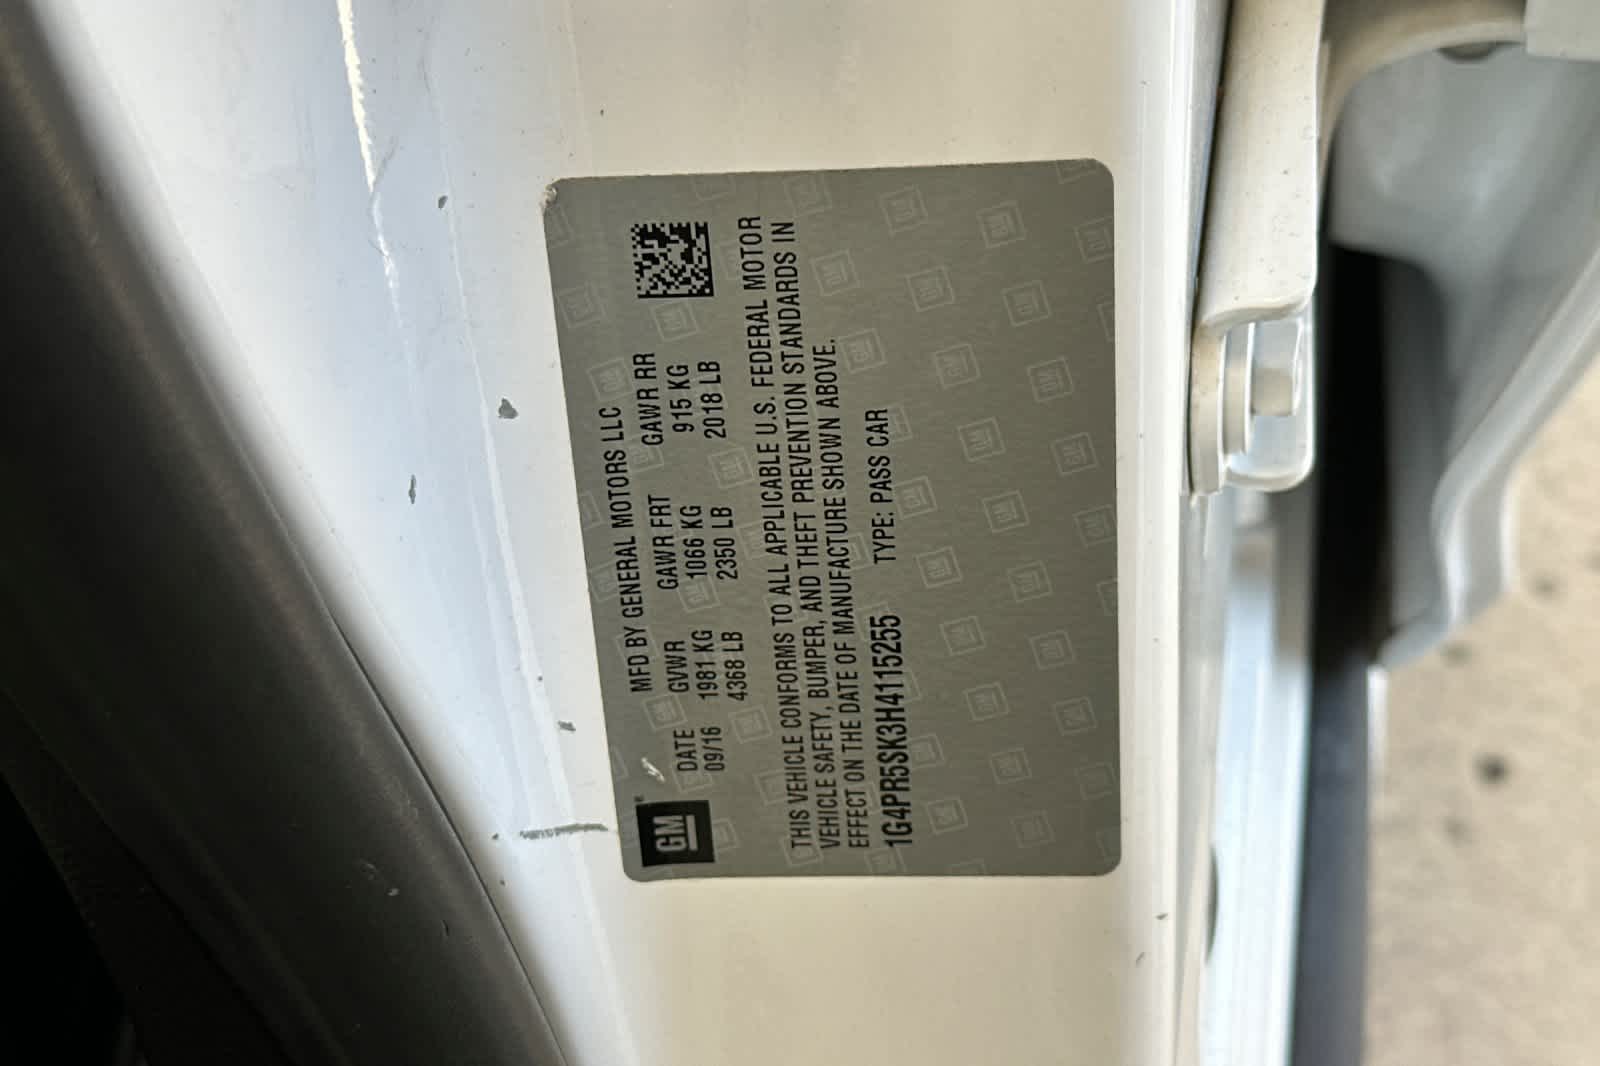 GM
MFD BY GENERAL MOTORS LLC
DATE GVWR GAWR FRT GAWR RR
09/16 1981 KG 1066 KG 915 KG
4368 LB 2350 LB 2018 LB
THIS VEHICLE CONFORMS TO ALL APPLICABLE U.S. FEDERAL MOTOR
VEHICLE SAFETY, BUMPER, AND THEFT PREVENTION STANDARDS IN
EFFECT ON THE DATE OF MANUFACTURE SHOWN ABOVE.
1G4PR5SK3H4115255 TYPE: PASS CAR